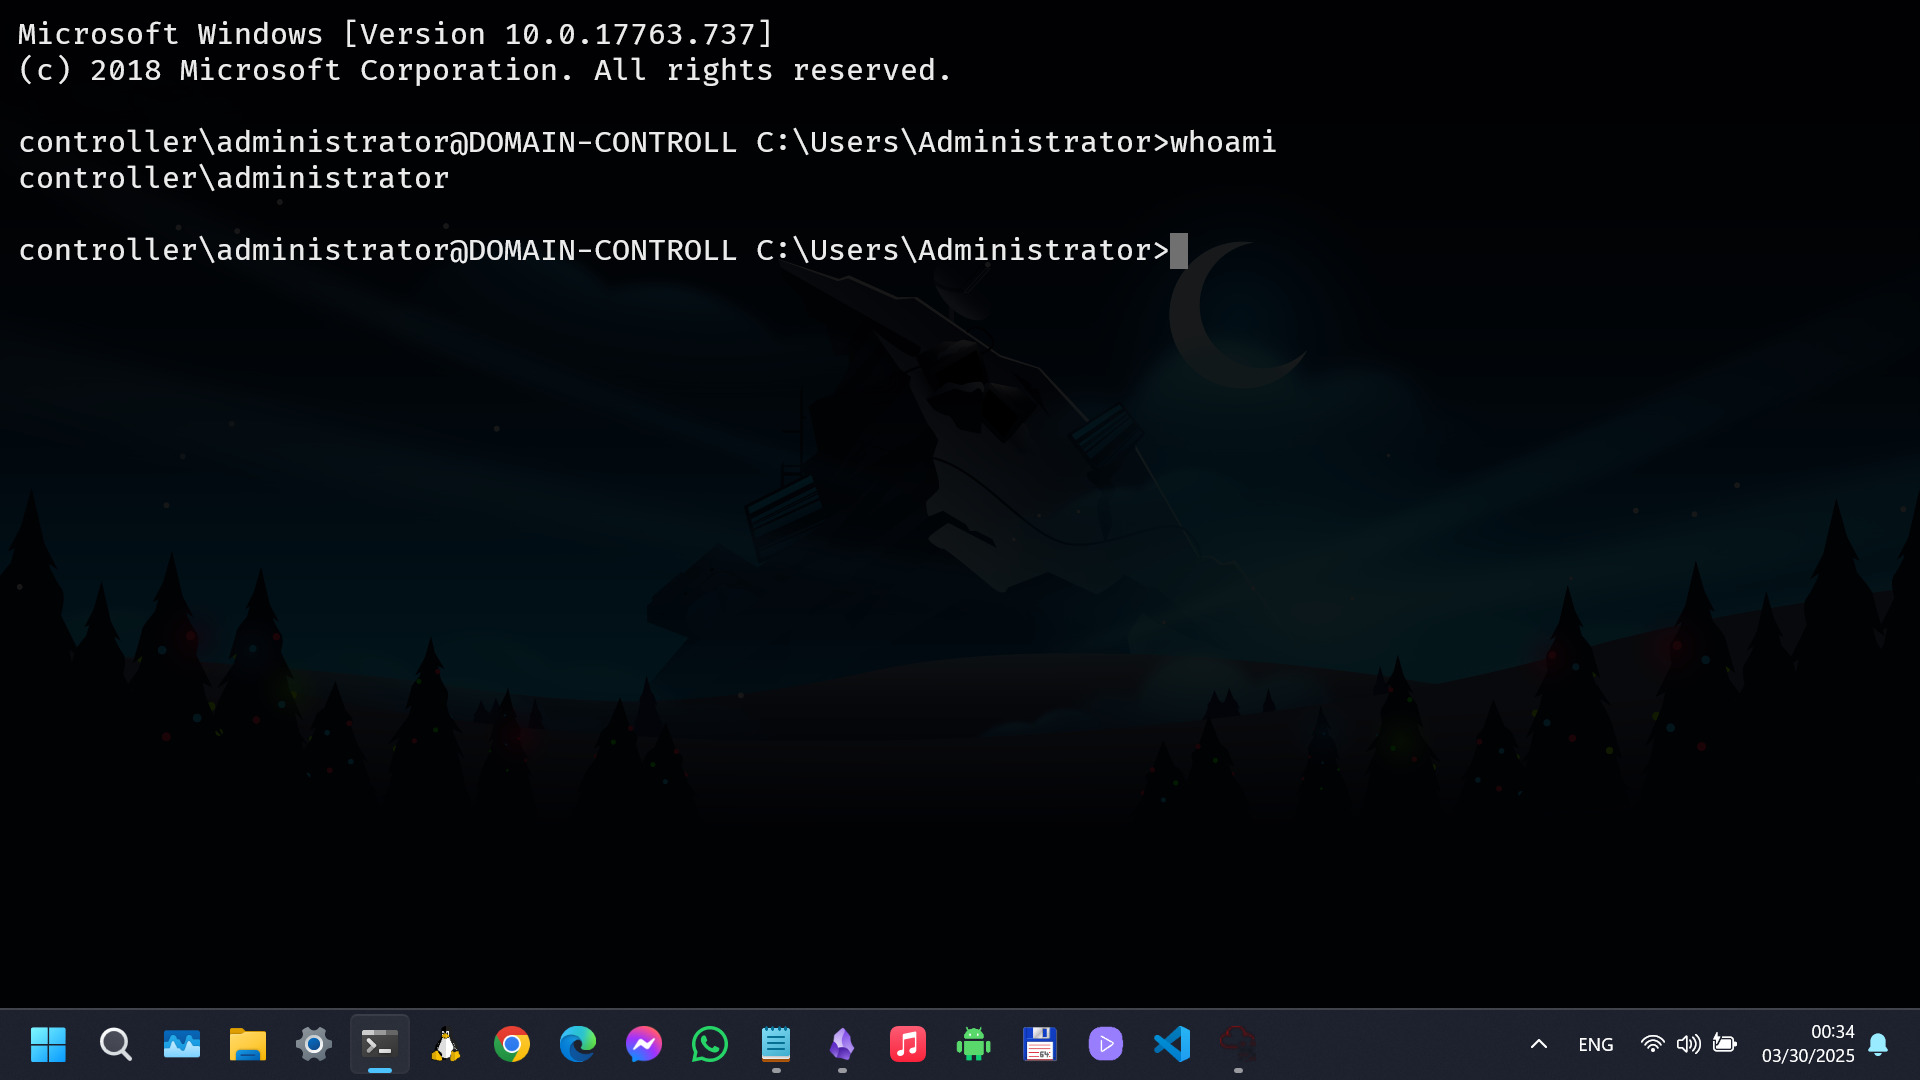 Microsoft Windows [Version 10.0.17763.737]
(c) 2018 Microsoft Corporation. All rights reserved.
controller\administrator@DOMAIN-CONTROLL C:\Users\Administrator>whoami
controller\administrator
controller\administrator@DOMAIN-CONTROLL C:\Users\Administrator>
64
ENG
00:34
03/30/2025